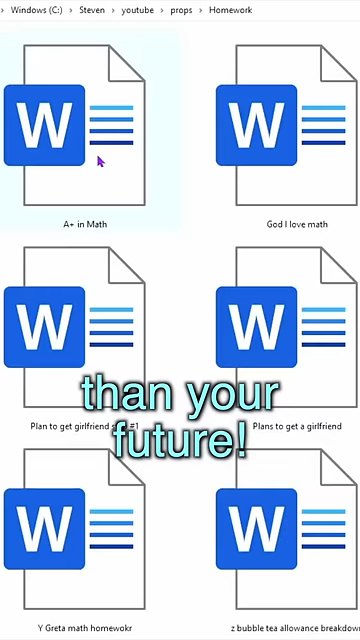 Windows (C:) > Steven > youtube > props > Homework
W
W
A+ in Math
God I love math
W
W
than your
Plan to get girlfriend #1
Plans to get a girlfriend
future!
W
W
Y Greta math homewokr
z bubble tea allowance breakdown